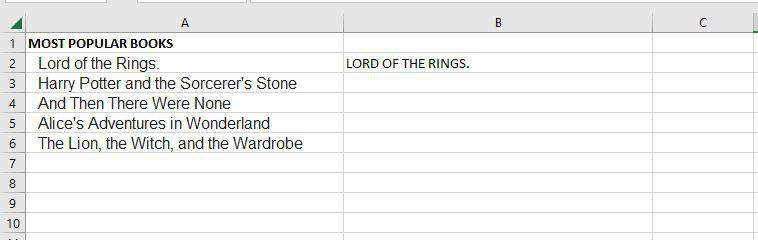 A B C
1 MOST POPULAR BOOKS
2 Lord of the Rings. LORD OF THE RINGS.
3 Harry Potter and the Sorcerer's Stone
4 And Then There Were None
5 Alice's Adventures in Wonderland
6 The Lion, the Witch, and the Wardrobe
7
8
9
10